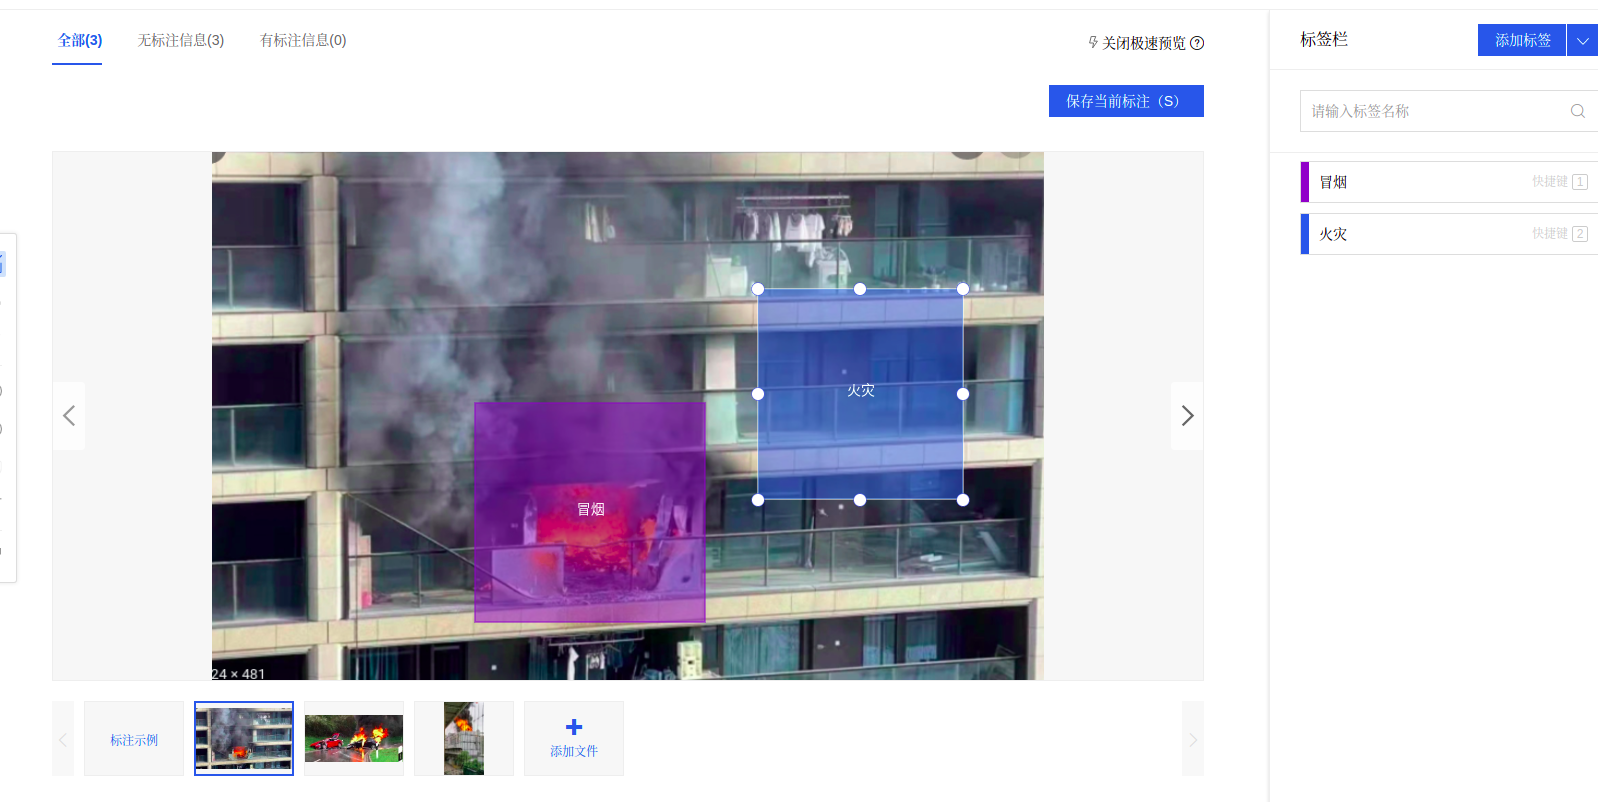 全部(3) 无标注信息(3) 有标注信息(0)
关闭极速预览 ?
保存当前标注（S）
火灾
冒烟
24 × 481
标注示例
添加文件
标签栏
添加标签
请输入标签名称
冒烟 快捷键 1
火灾 快捷键 2